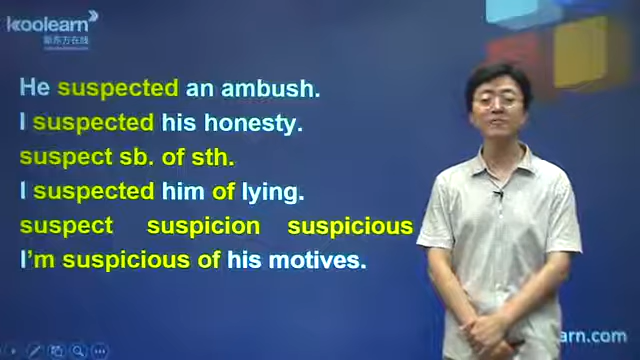 koolearn
新东方在线
He suspected an ambush.
I suspected his honesty.
suspect sb. of sth.
I suspected him of lying.
suspect suspicion suspicious
I'm suspicious of his motives.
arn.com